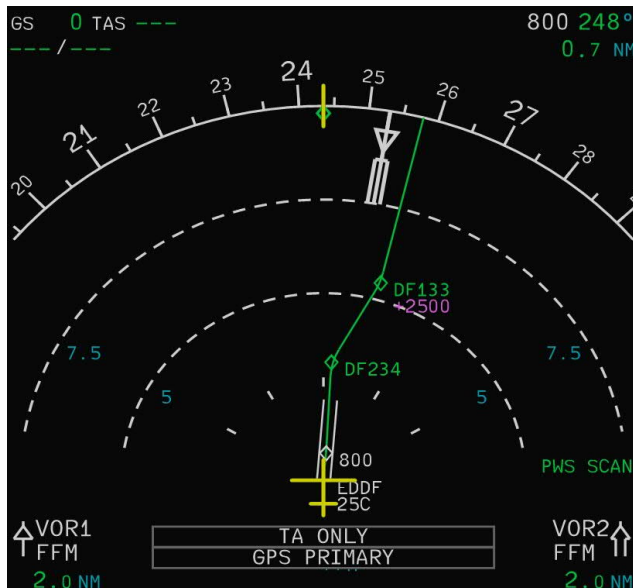 GS 0 TAS ---
---/---
800 248°
0.7 NM
20
21
22
23
24
25
26
27
28
DF133
+2500
7.5
7.5
DF234
5
5
800
PWS SCAN
EDDF
25C
VOR1
FFM
2.0 NM
TA ONLY
GPS PRIMARY
VOR2
FFM
2.0 NM